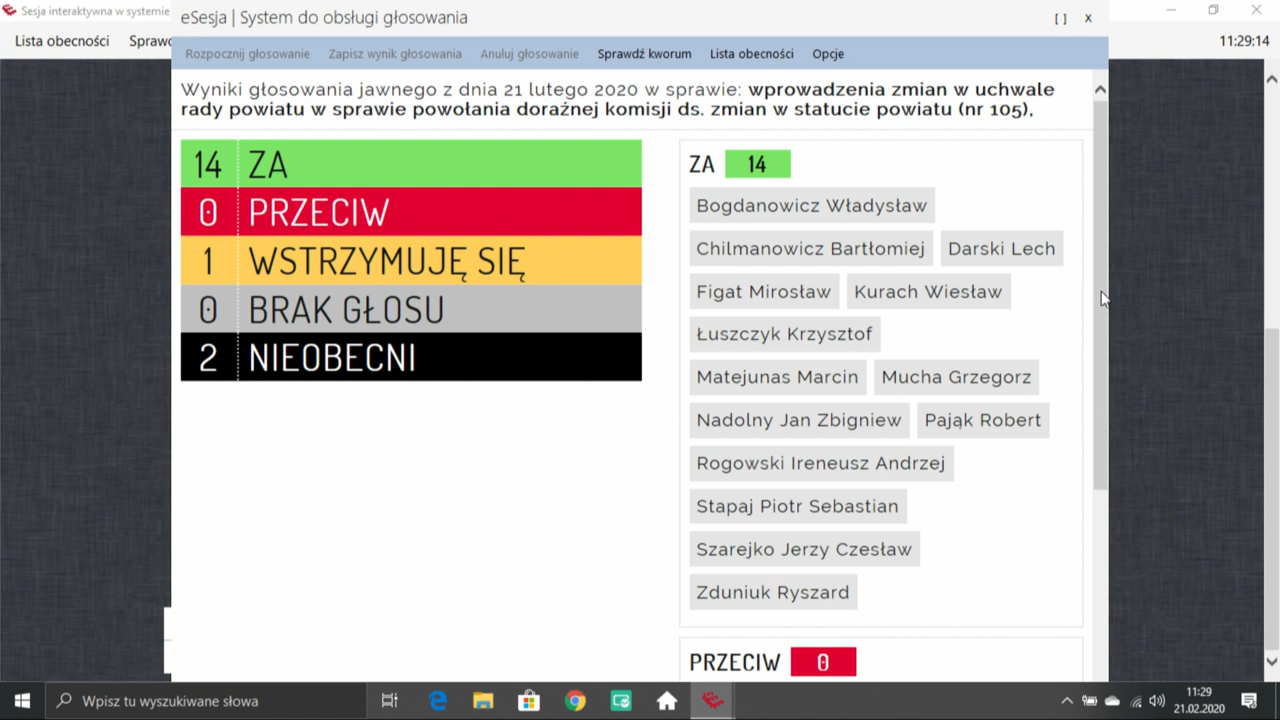 Sesja interaktywna w systemie
eSesja | System do obsługi głosowania
[ ] X
Lista obecności Sprawd
Rozpocznij głosowanie Zapisz wynik głosowania Anuluj głosowanie Sprawdź kworum Lista obecności Opcje
11:29:14
Wyniki głosowania jawnego z dnia 21 lutego 2020 w sprawie: wprowadzenia zmian w uchwale
rady powiatu w sprawie powołania doraźnej komisji ds. zmian w statucie powiatu (nr 105),
14 ZA
0 PRZECIW
1 WSTRZYMUJĘ SIĘ
0 BRAK GŁOSU
2 NIEOBECNI
ZA 14
Bogdanowicz Władysław
Chilmanowicz Bartłomiej Darski Lech
Figat Mirosław Kurach Wiesław
Łuszczyk Krzysztof
Matejunas Marcin Mucha Grzegorz
Nadolny Jan Zbigniew Pająk Robert
Rogowski Ireneusz Andrzej
Stapaj Piotr Sebastian
Szarejko Jerzy Czesław
Zduniuk Ryszard
PRZECIW 0
Wpisz tu wyszukiwane słowa
11:29
21.02.2020